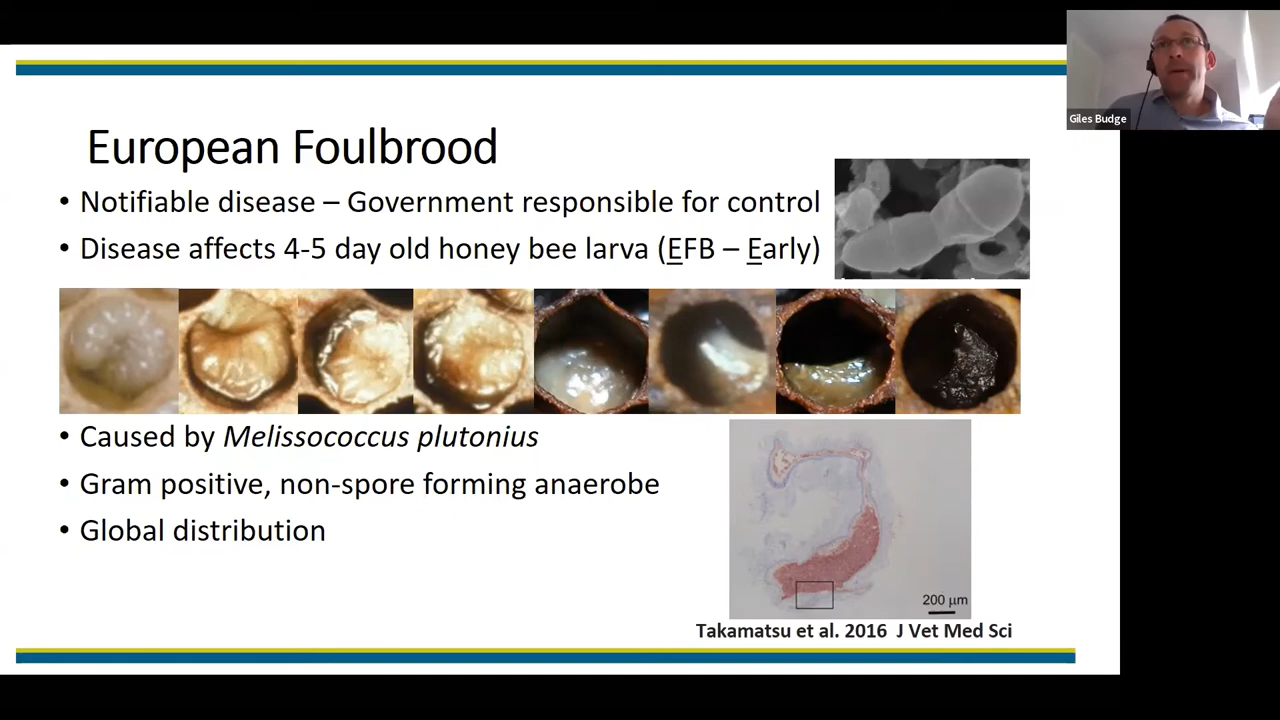 Giles Budge
European Foulbrood
• Notifiable disease – Government responsible for control
• Disease affects 4-5 day old honey bee larva (EFB – Early)
• Caused by Melissococcus plutonius
• Gram positive, non-spore forming anaerobe
• Global distribution
200 μm
Takamatsu et al. 2016 J Vet Med Sci